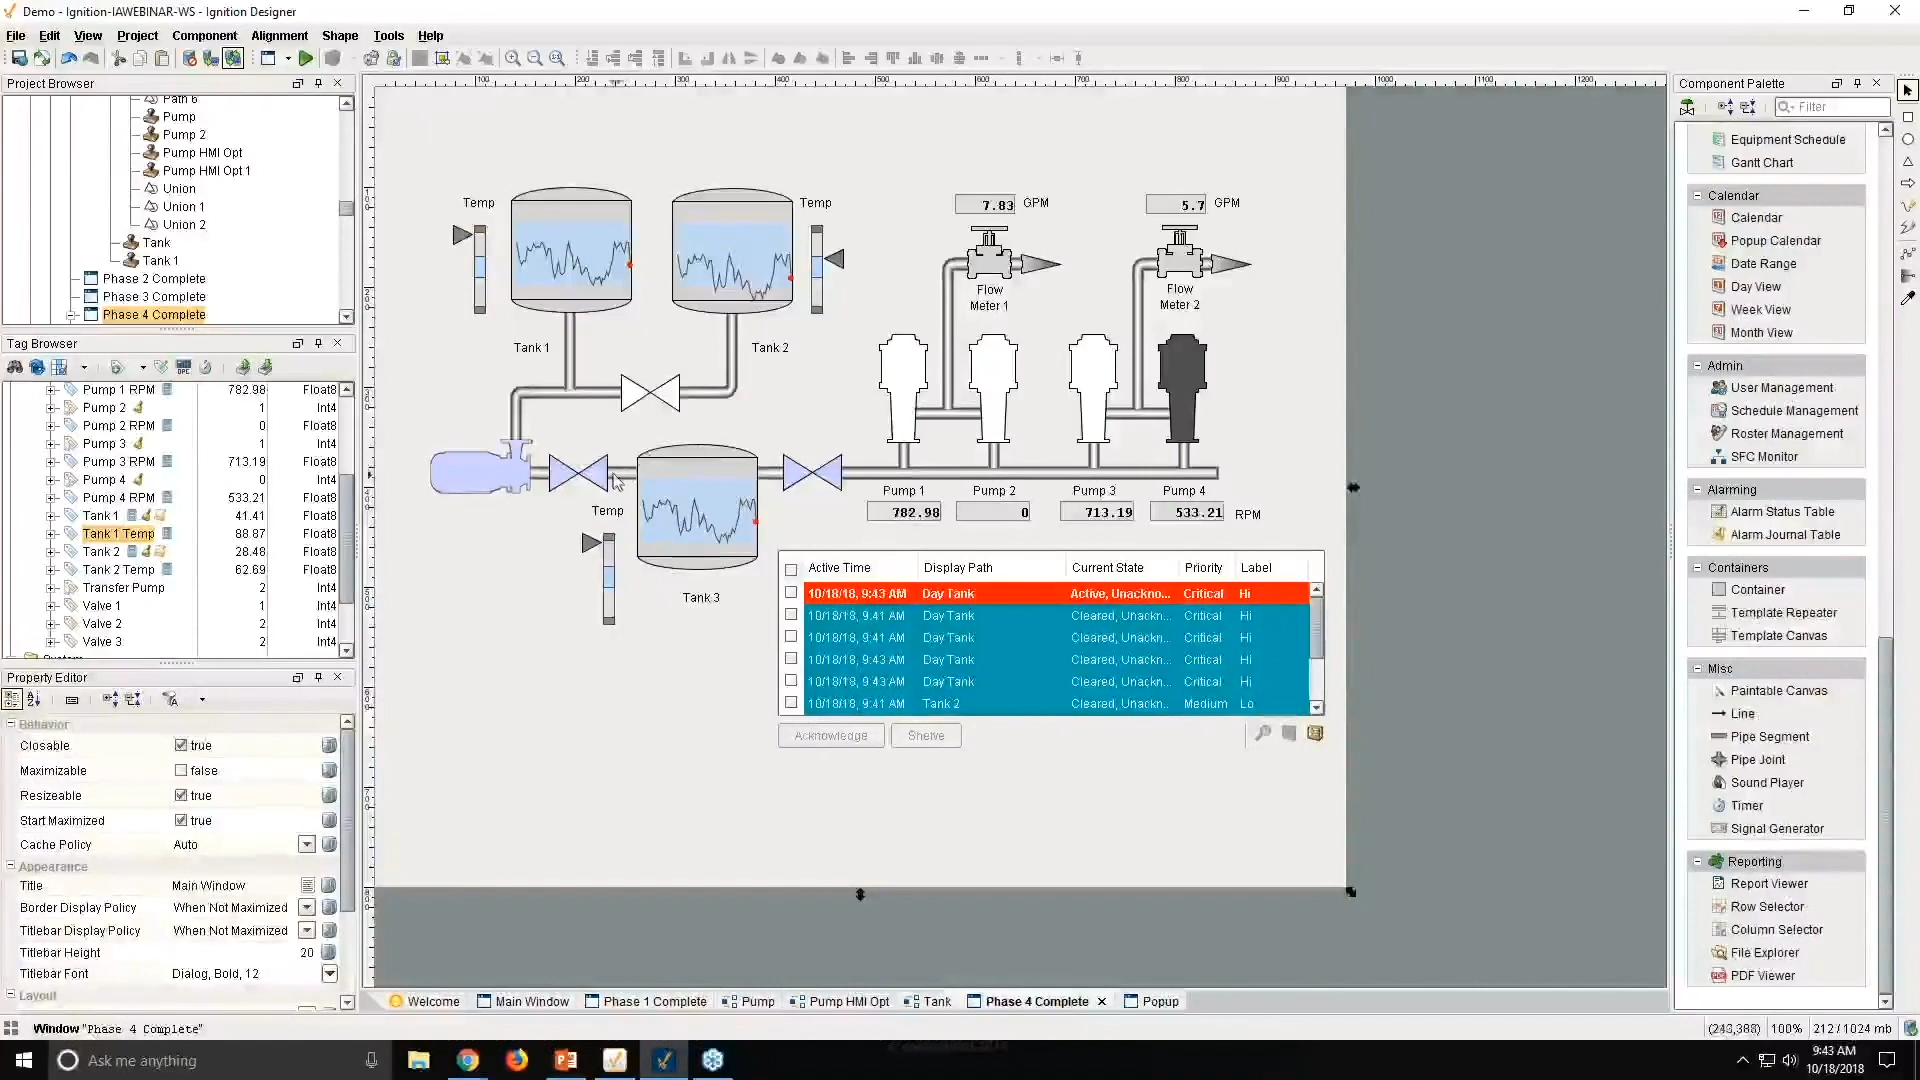 Demo - Ignition-IAWEBINAR-WS - Ignition Designer
File Edit View Project Component Alignment Shape Tools Help
Project Browser
Path 6
Pump
Pump 2
Pump HMI Opt
Pump HMI Opt 1
Union
Union 1
Union 2
Tank
Tank 1
Phase 2 Complete
Phase 3 Complete
Phase 4 Complete
Tag Browser
Pump 1 RPM 782.98 Float8
Pump 2 1 Int4
Pump 2 RPM 0 Float8
Pump 3 1 Int4
Pump 3 RPM 713.19 Float8
Pump 4 0 Int4
Pump 4 RPM 533.21 Float8
Tank 1 41.41 Float8
Tank 1 Temp 88.87 Float8
Tank 2 28.48 Float8
Tank 2 Temp 62.69 Float8
Transfer Pump 2 Int4
Valve 1 1 Int4
Valve 2 2 Int4
Valve 3 2 Int4
Property Editor
Behavior
Closable true
Maximizable false
Resizeable true
Start Maximized true
Cache Policy Auto
Appearance
Title Main Window
Border Display Policy When Not Maximized
Titlebar Display Policy When Not Maximized
Titlebar Height 20
Titlebar Font Dialog, Bold, 12
Layout
100 200 300 400 500 600 700 800 900 1000 1100 1200
Temp Temp
7.83 GPM 5.7 GPM
Flow Meter 1
Flow Meter 2
Tank 1 Tank 2
Temp
Tank 3
Pump 1 Pump 2 Pump 3 Pump 4
782.98 0 713.19 533.21 RPM
Active Time Display Path Current State Priority Label
10/18/18, 9:43 AM Day Tank Active, Unackno... Critical Hi
10/18/18, 9:41 AM Day Tank Cleared, Unackn... Critical Hi
10/18/18, 9:41 AM Day Tank Cleared, Unackn... Critical Hi
10/18/18, 9:43 AM Day Tank Cleared, Unackn... Critical Hi
10/18/18, 9:43 AM Day Tank Cleared, Unackn... Critical Hi
10/18/18, 9:41 AM Tank 2 Cleared, Unackn... Medium Lo
Acknowledge Shelve
Welcome Main Window Phase 1 Complete Pump Pump HMI Opt Tank Phase 4 Complete Popup
Component Palette
Filter
Equipment Schedule
Gantt Chart
Calendar
Calendar
Popup Calendar
Date Range
Day View
Week View
Month View
Admin
User Management
Schedule Management
Roster Management
SFC Monitor
Alarming
Alarm Status Table
Alarm Journal Table
Containers
Container
Template Repeater
Template Canvas
Misc
Paintable Canvas
Line
Pipe Segment
Pipe Joint
Sound Player
Timer
Signal Generator
Reporting
Report Viewer
Row Selector
Column Selector
File Explorer
PDF Viewer
Window "Phase 4 Complete"
(243,388) 100% 212 / 1024 mb
Ask me anything
9:43 AM
10/18/2018